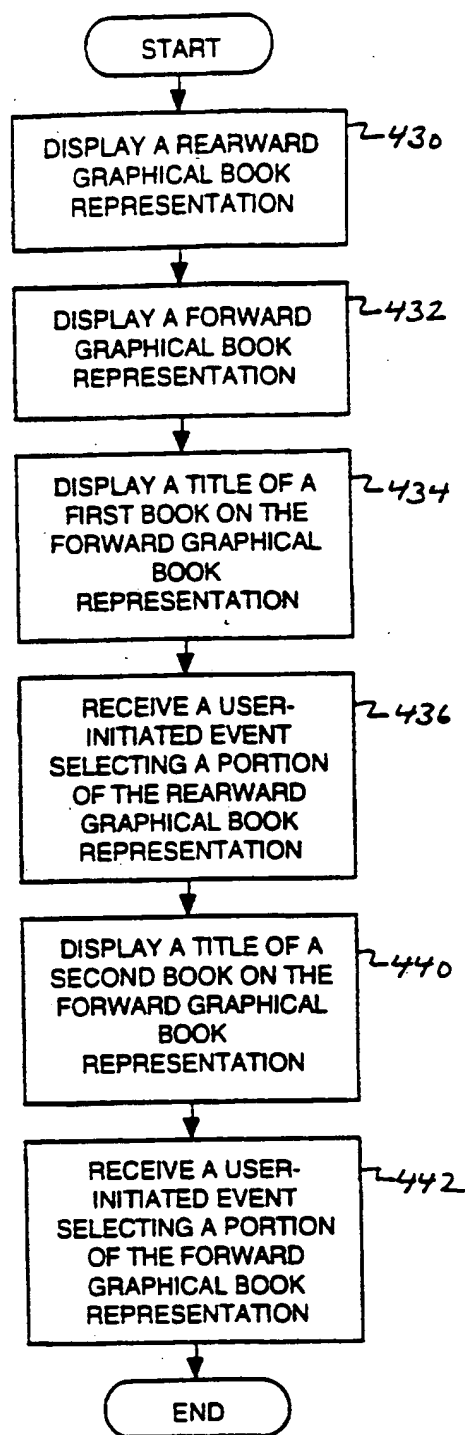 START
430
DISPLAY A REARWARD
GRAPHICAL BOOK
REPRESENTATION
432
DISPLAY A FORWARD
GRAPHICAL BOOK
REPRESENTATION
434
DISPLAY A TITLE OF A
FIRST BOOK ON THE
FORWARD GRAPHICAL
BOOK
REPRESENTATION
436
RECEIVE A USER-
INITIATED EVENT
SELECTING A PORTION
OF THE REARWARD
GRAPHICAL BOOK
REPRESENTATION
440
DISPLAY A TITLE OF A
SECOND BOOK ON THE
FORWARD GRAPHICAL
BOOK
REPRESENTATION
442
RECEIVE A USER-
INITIATED EVENT
SELECTING A PORTION
OF THE FORWARD
GRAPHICAL BOOK
REPRESENTATION
END